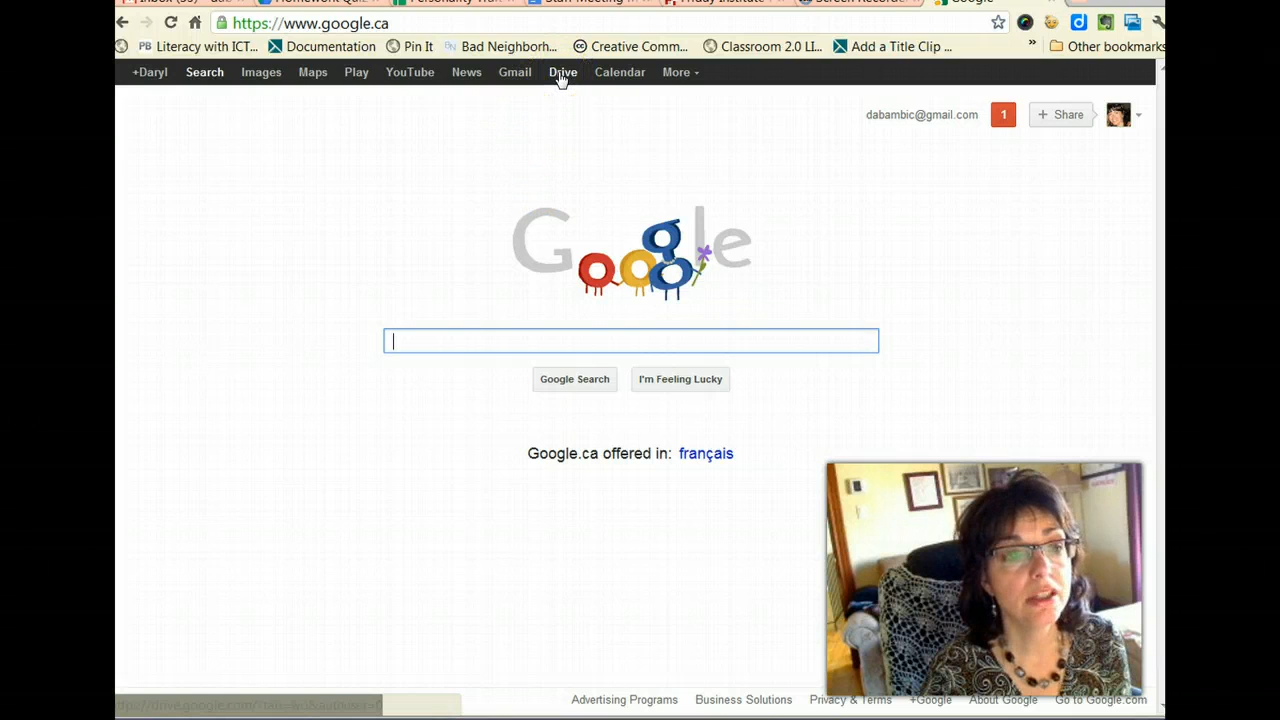 https://www.google.ca
Literacy with ICT... Documentation Pin It Bad Neighborh... Creative Comm... Classroom 2.0 LI... Add a Title Clip ... » Other bookmarks
+Daryl Search Images Maps Play YouTube News Gmail Drive Calendar More
dabambic@gmail.com 1 + Share
Google
Google Search I'm Feeling Lucky
Google.ca offered in: français
Advertising Programs Business Solutions Privacy & Terms +Google About Google Go to Google.com